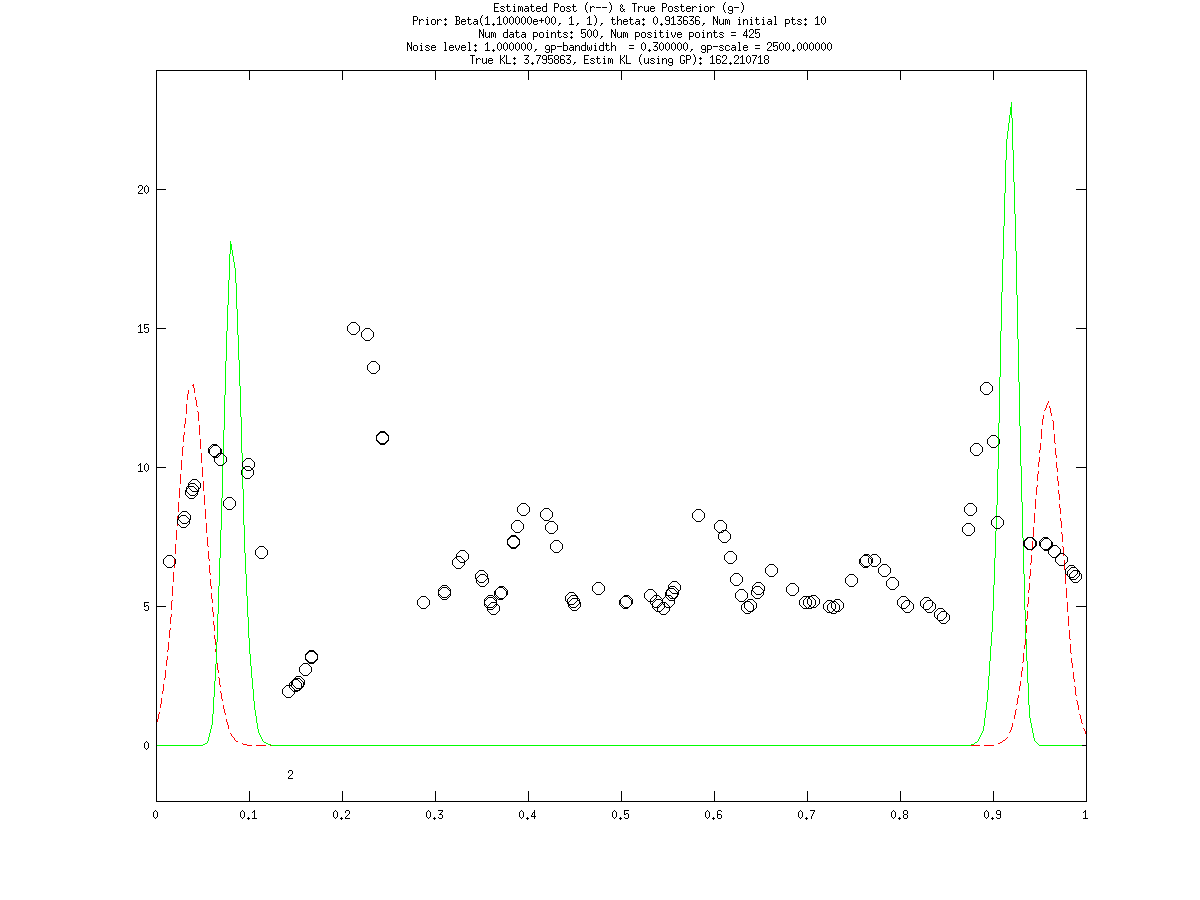 Estimated Post (r--) & True Posterior (g-)
Prior: Beta(1.100000e+00, 1, 1), theta: 0.913636, Num initial pts: 10
Num data points: 500, Num positive points = 425
Noise level: 1.000000, gp-bandwidth  = 0.300000, gp-scale = 2500.000000
True KL: 3.795863, Estim KL (using GP): 162.210718
20
15
10
5
0
2
0 0.1 0.2 0.3 0.4 0.5 0.6 0.7 0.8 0.9 1